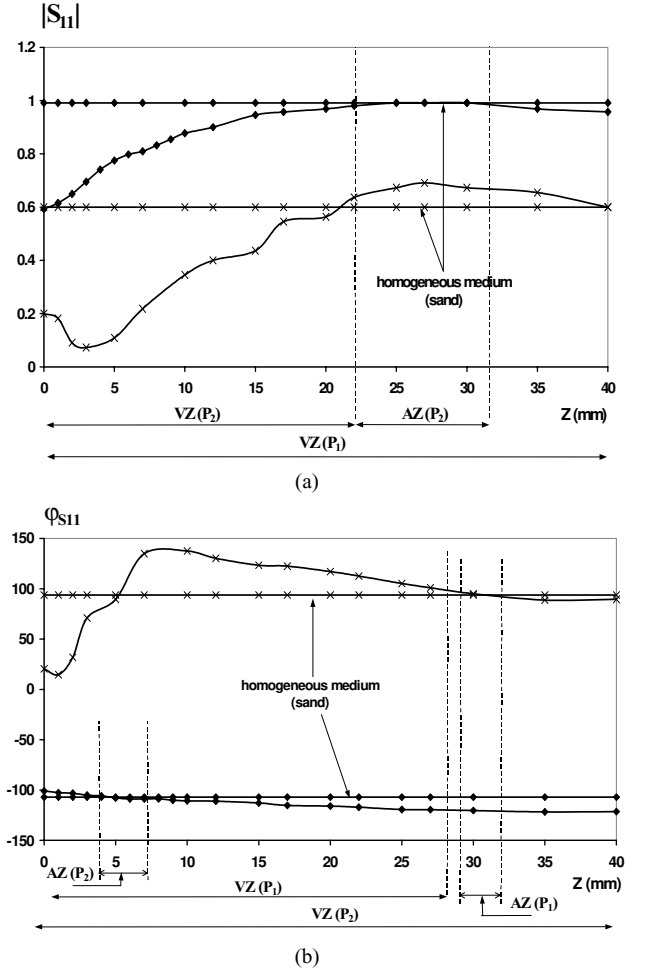 |S11|
1.2
1
0.8
0.6
0.4
0.2
0
0 5 10 15 20 25 30 35 40
homogeneous medium
(sand)
VZ (P2) AZ (P2) Z (mm)
VZ (P1)
(a)
φS11
150
100
50
0
-50
-100
-150
homogeneous medium
(sand)
0 5 10 15 20 25 30 35 40
AZ (P2) VZ (P1) Z (mm)
AZ (P1)
VZ (P2)
(b)